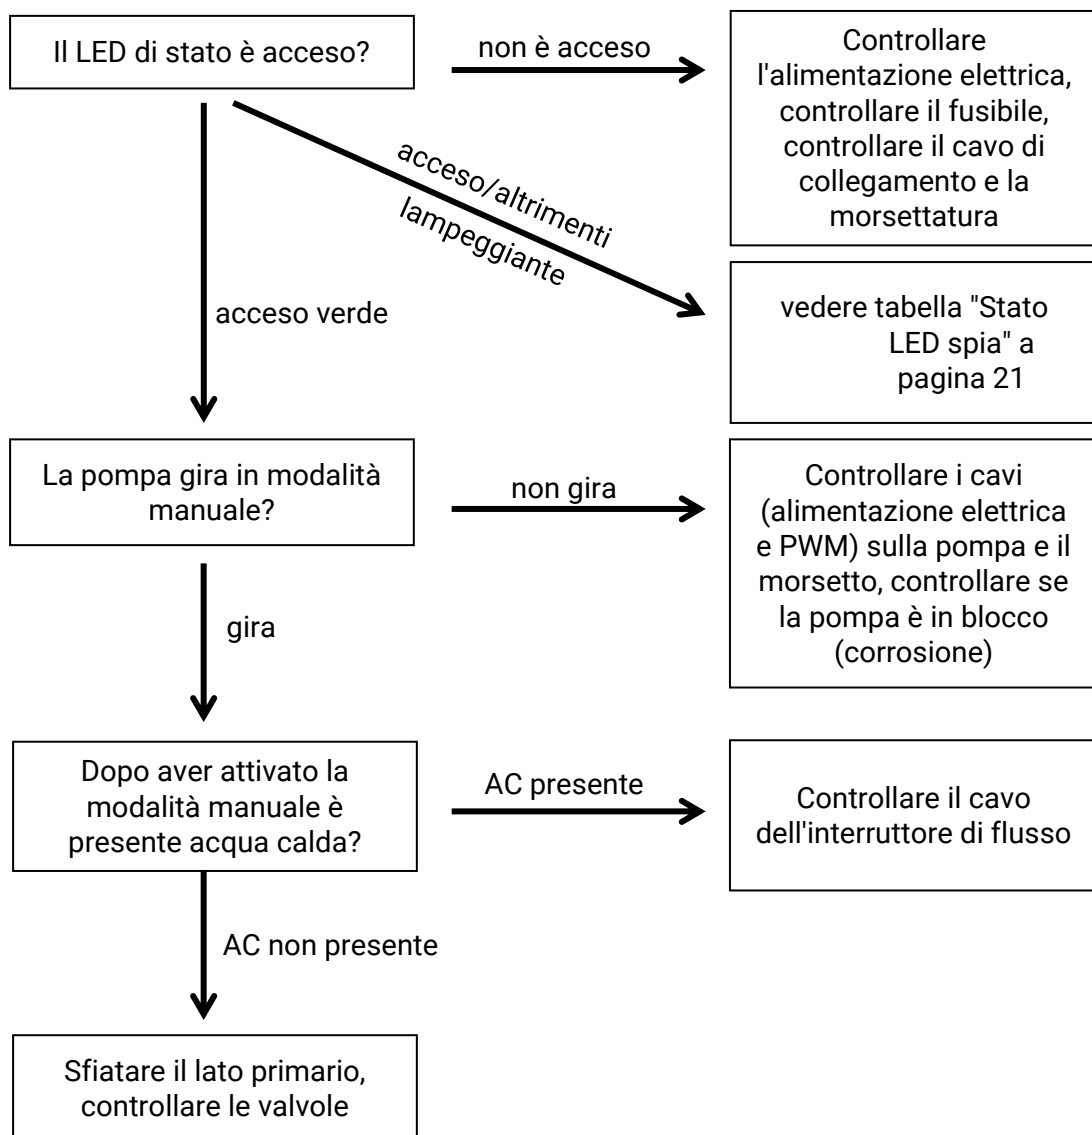 Il LED di stato è acceso?
non è acceso
Controllare
l'alimentazione elettrica,
controllare il fusibile,
controllare il cavo di
collegamento e la
morsettatura
acceso/altrimenti
lampeggiante
vedere tabella "Stato
LED spia" a
pagina 21
acceso verde
La pompa gira in modalità
manuale?
non gira
Controllare i cavi
(alimentazione elettrica
e PWM) sulla pompa e il
morsetto, controllare se
la pompa è in blocco
(corrosione)
gira
Dopo aver attivato la
modalità manuale è
presente acqua calda?
AC presente
Controllare il cavo
dell'interruttore di flusso
AC non presente
Sfiatare il lato primario,
controllare le valvole